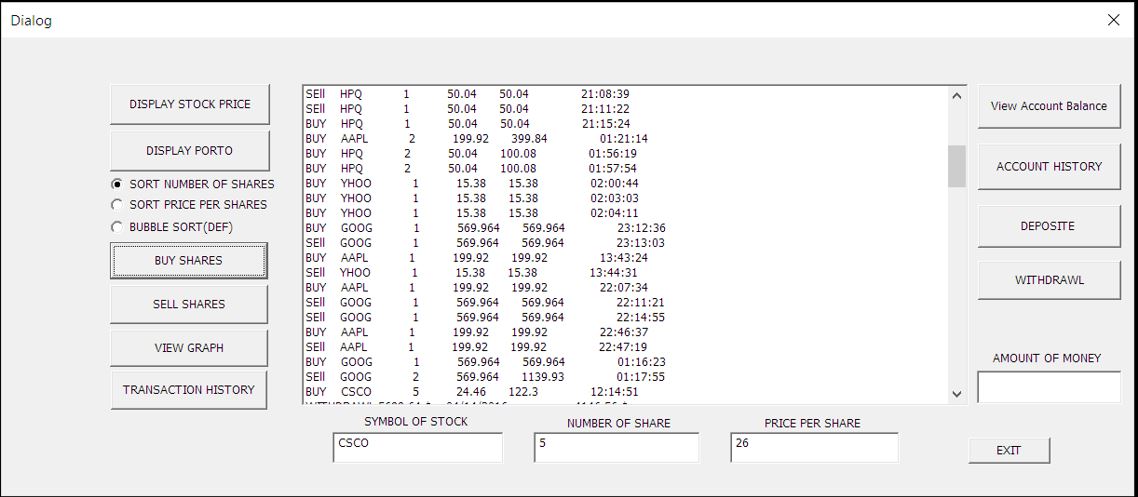 Dialog
DISPLAY STOCK PRICE
DISPLAY PORTO
SORT NUMBER OF SHARES
SORT PRICE PER SHARES
BUBBLE SORT(DEF)
BUY SHARES
SELL SHARES
VIEW GRAPH
TRANSACTION HISTORY
SEll HPQ 1 50.04 50.04 21:08:39
SEll HPQ 1 50.04 50.04 21:11:22
BUY HPQ 1 50.04 50.04 21:15:24
BUY AAPL 2 199.92 399.84 01:21:14
BUY HPQ 2 50.04 100.08 01:56:19
BUY HPQ 2 50.04 100.08 01:57:54
BUY YHOO 1 15.38 15.38 02:00:44
BUY YHOO 1 15.38 15.38 02:03:03
BUY YHOO 1 15.38 15.38 02:04:11
BUY GOOG 1 569.964 569.964 23:12:36
SEll GOOG 1 569.964 569.964 23:13:03
BUY AAPL 1 199.92 199.92 13:43:24
SEll YHOO 1 15.38 15.38 13:44:31
BUY AAPL 1 199.92 199.92 22:07:34
SEll GOOG 1 569.964 569.964 22:11:21
SEll GOOG 1 569.964 569.964 22:14:55
BUY AAPL 1 199.92 199.92 22:46:37
SEll AAPL 1 199.92 199.92 22:47:19
BUY GOOG 1 569.964 569.964 01:16:23
SEll GOOG 2 569.964 1139.93 01:17:55
BUY CSCO 5 24.46 122.3 12:14:51
View Account Balance
ACCOUNT HISTORY
DEPOSITE
WITHDRAWL
AMOUNT OF MONEY
SYMBOL OF STOCK
CSCO
NUMBER OF SHARE
5
PRICE PER SHARE
26
EXIT